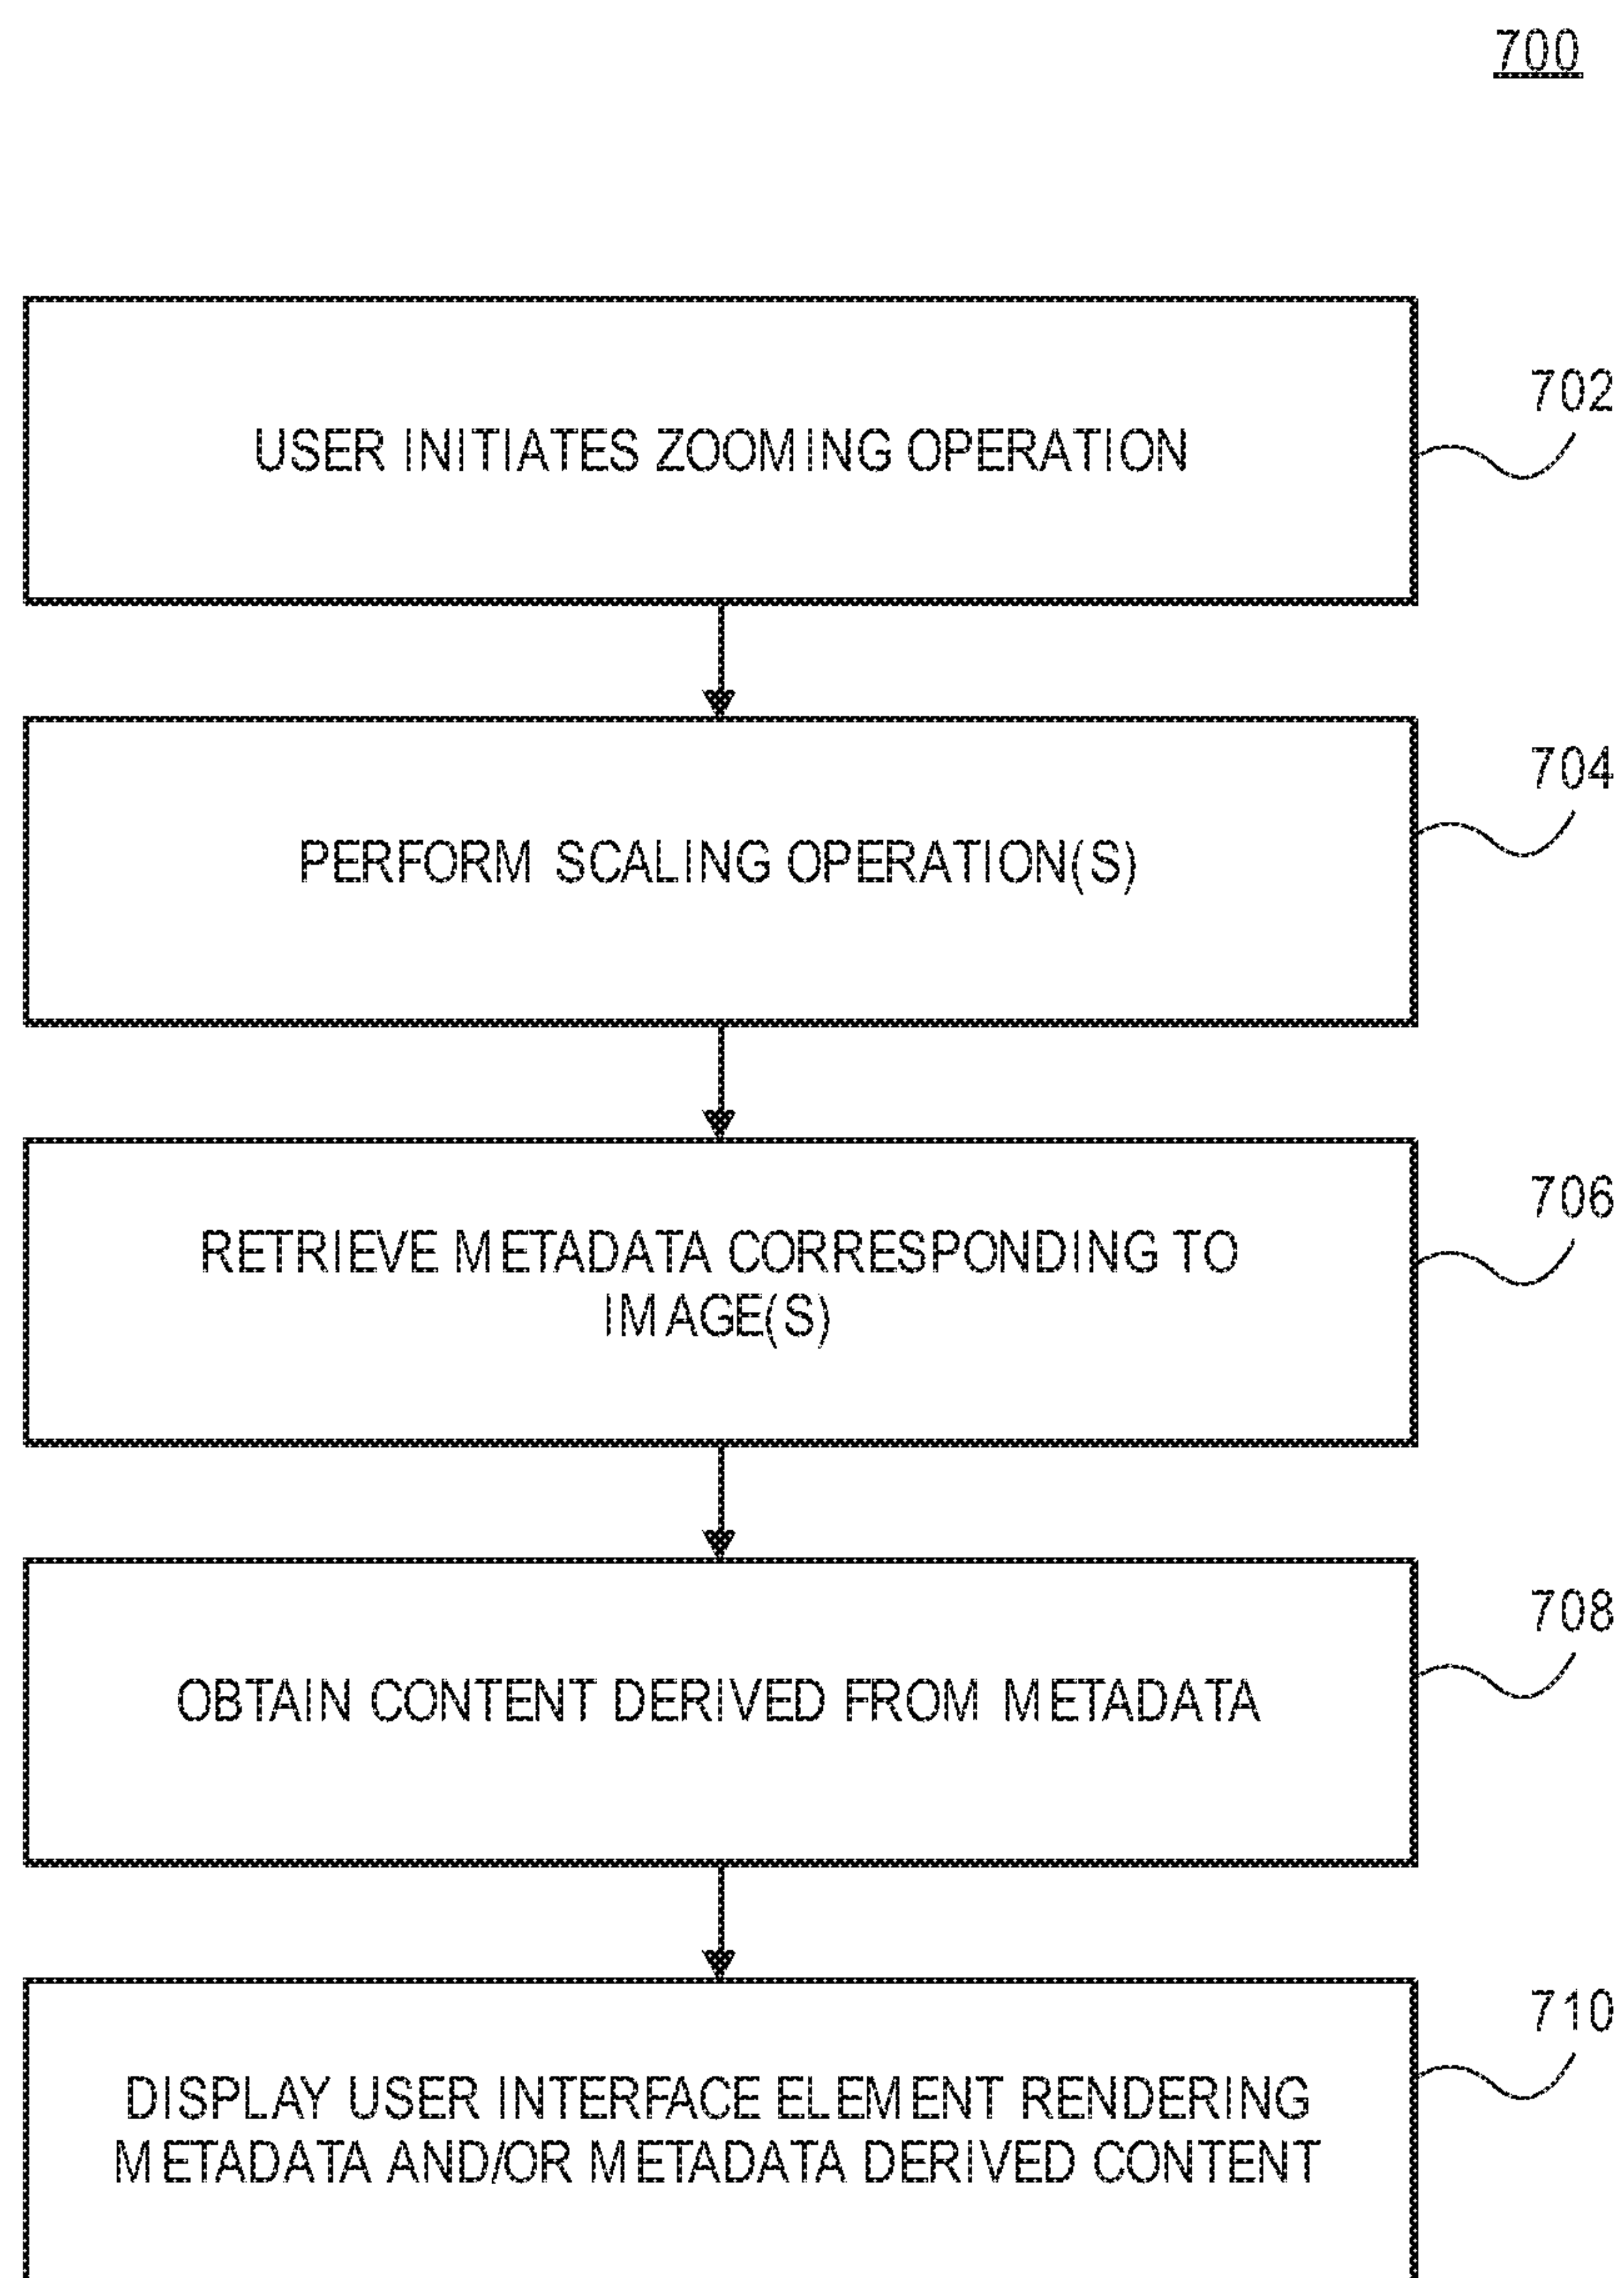 700
USER INITIATES ZOOMING OPERATION
702
PERFORM SCALING OPERATION(S)
704
RETRIEVE METADATA CORRESPONDING TO
IMAGE(S)
706
OBTAIN CONTENT DERIVED FROM METADATA
708
DISPLAY USER INTERFACE ELEMENT RENDERING
METADATA AND/OR METADATA DERIVED CONTENT
710